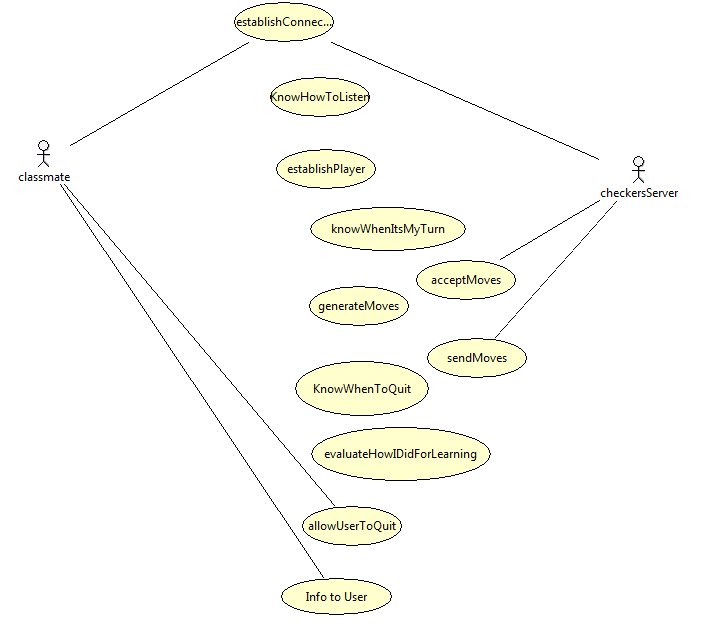 establishConnec...
KnowHowToListen
classmate
establishPlayer
checkersServer
knowWhenItsMyTurn
acceptMoves
generateMoves
sendMoves
KnowWhenToQuit
evaluateHowIDidForLearning
allowUserToQuit
Info to User